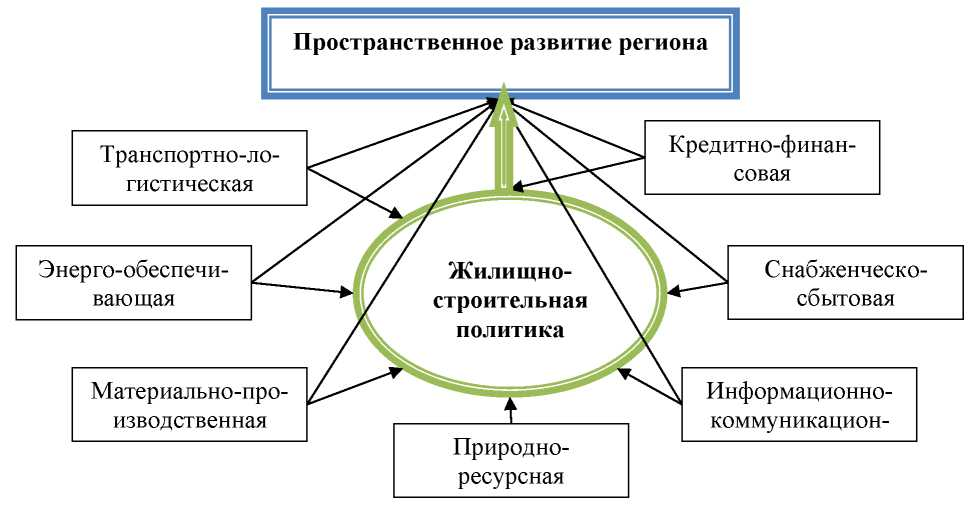 Пространственное развитие региона
Транспортно-ло-
гистическая
Кредитно-финан-
совая
Энерго-обеспечи-
вающая
Жилищно-
строительная
политика
Снабженческо-
сбытовая
Материально-про-
изводственная
Природно-
ресурсная
Информационно-
коммуникацион-